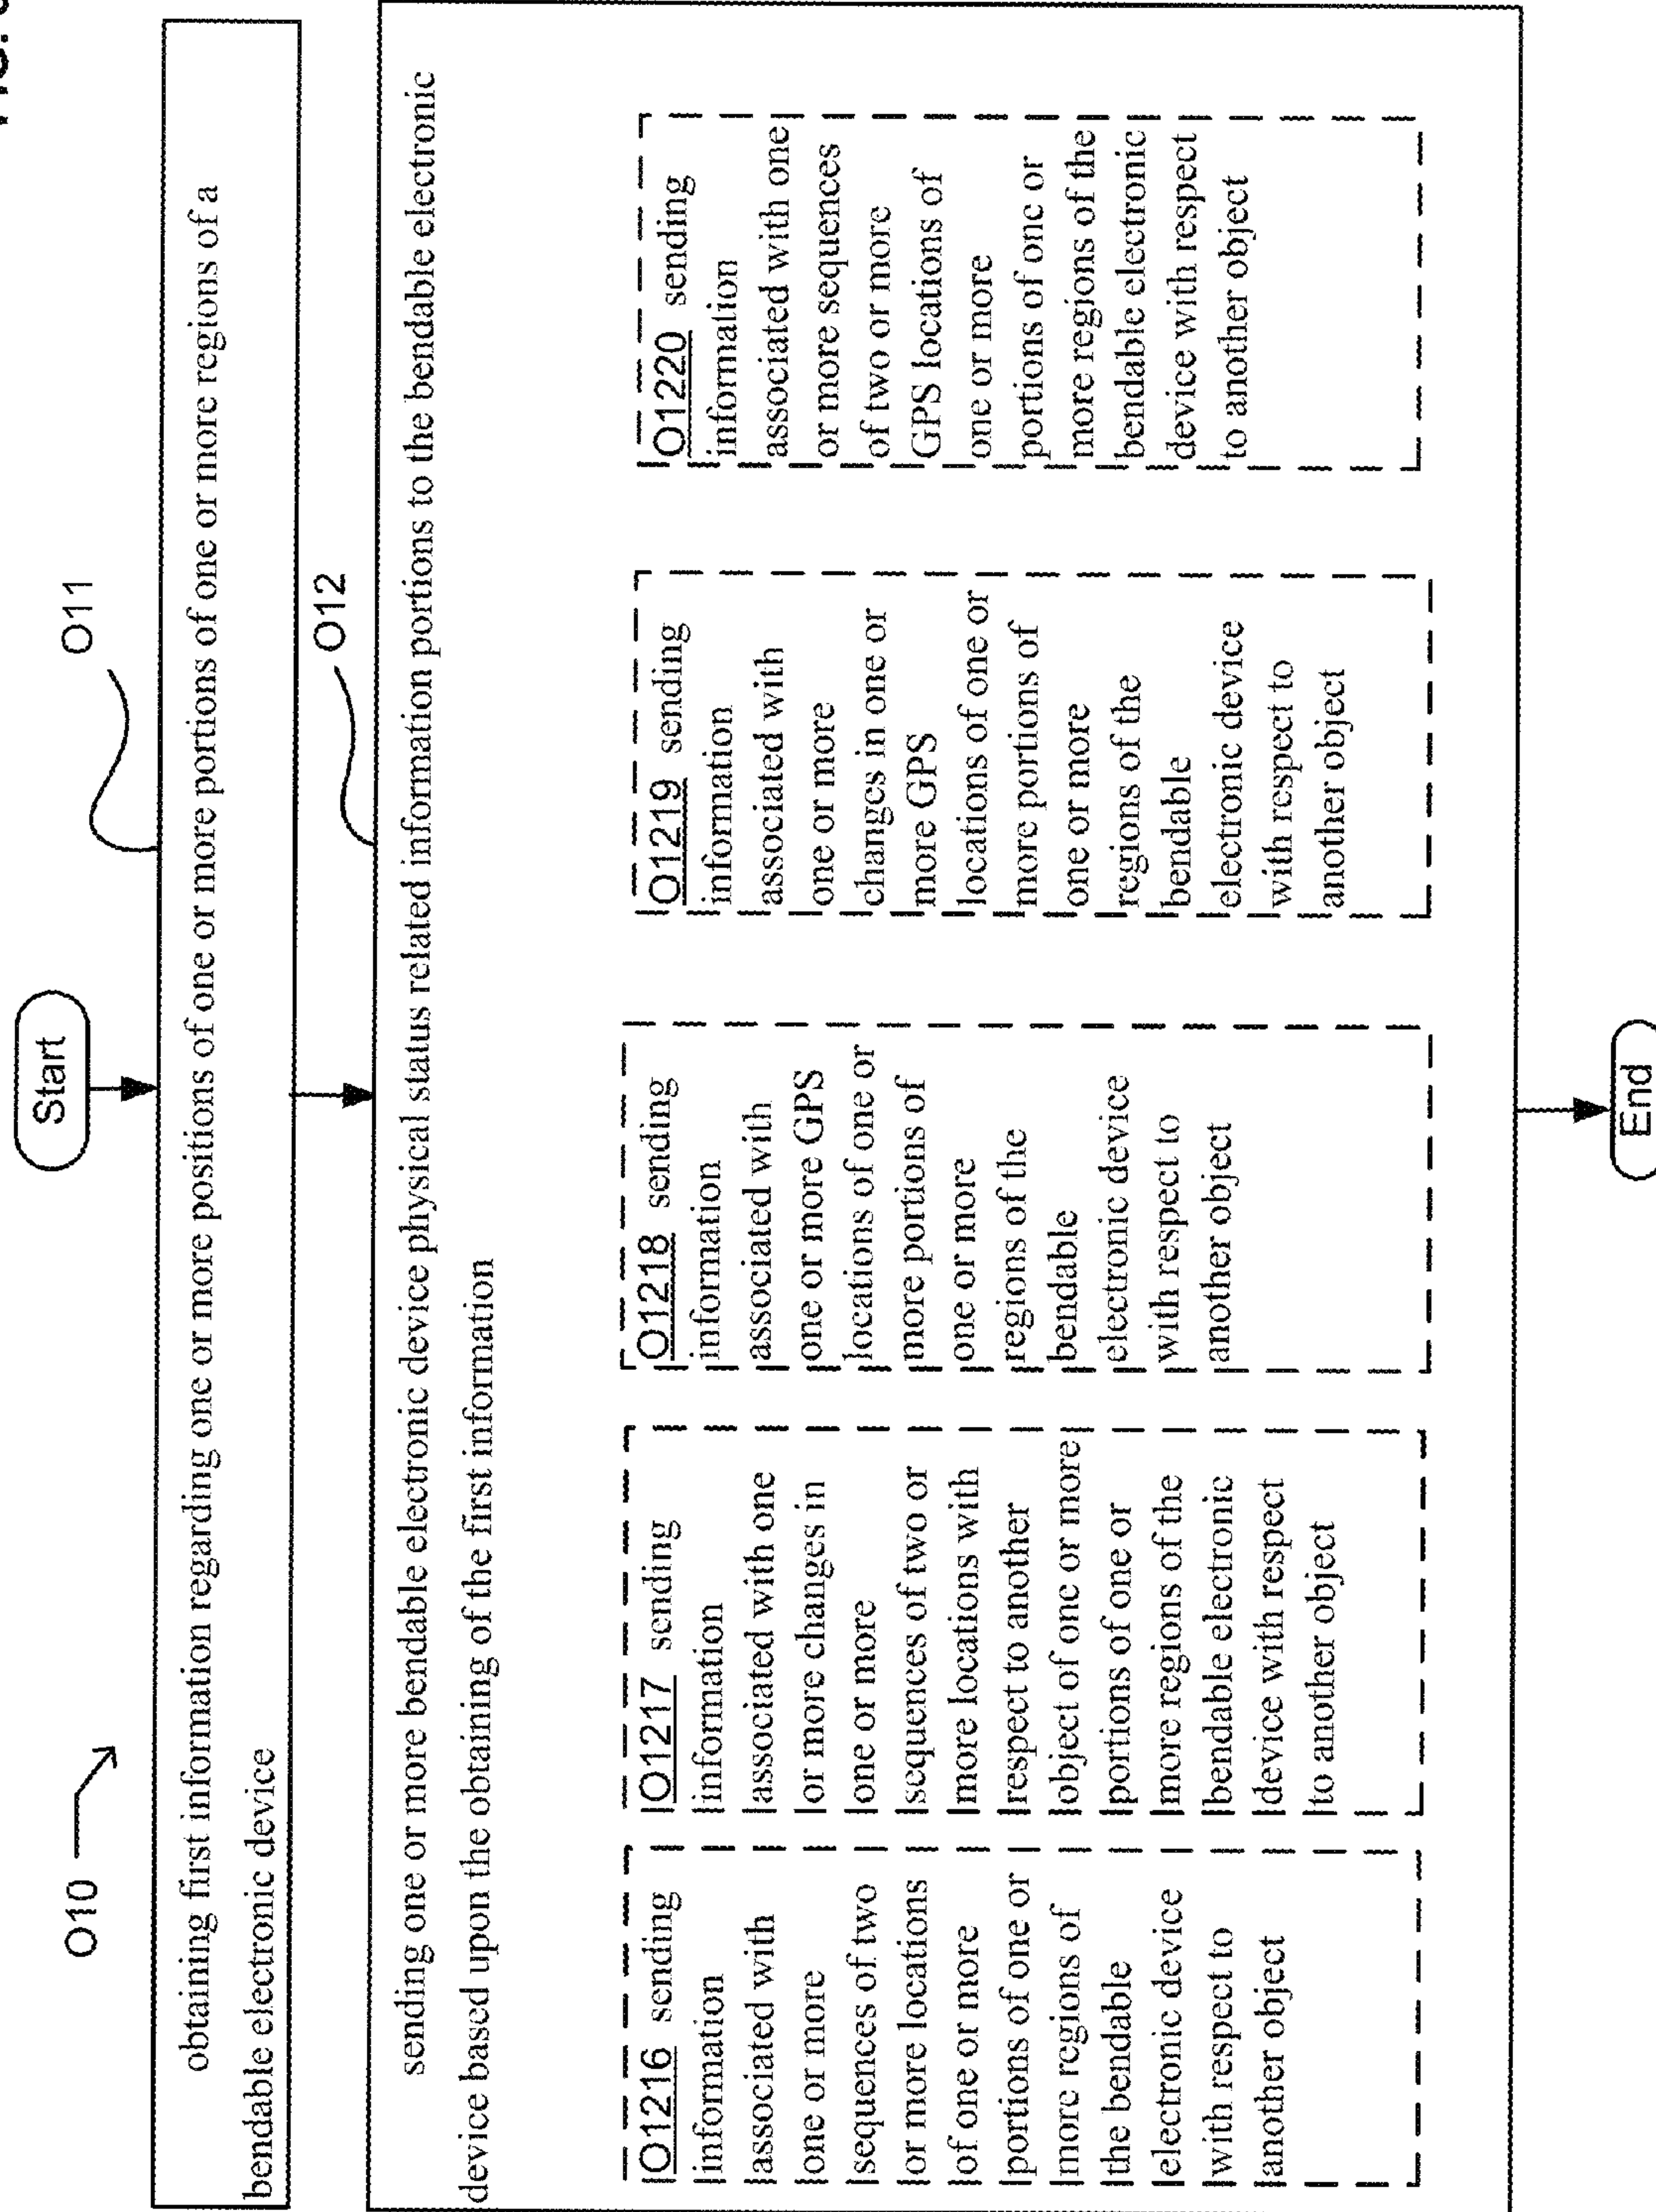 Start
O10
O11
obtaining first information regarding one or more positions of one or more portions of one or more regions of a
bendable electronic device
O12
sending one or more bendable electronic device physical status related information portions to the bendable electronic
device based upon the obtaining of the first information
O1216 sending
information
associated with
one or more
sequences of two
or more locations
of one or more
portions of one or
more regions of
the bendable
electronic device
with respect to
another object
O1217 sending
information
associated with one
or more changes in
one or more
sequences of two or
more locations with
respect to another
object of one or more
portions of one or
more regions of the
bendable electronic
device with respect
to another object
O1218 sending
information
associated with
one or more GPS
locations of one or
more portions of
one or more
regions of the
bendable
electronic device
with respect to
another object
O1219 sending
information
associated with
one or more
changes in one or
more GPS
locations of one or
more portions of
one or more
regions of the
bendable
electronic device
with respect to
another object
O1220 sending
information
associated with one
or more sequences
of two or more
GPS locations of
one or more
portions of one or
more regions of the
bendable electronic
device with respect
to another object
End